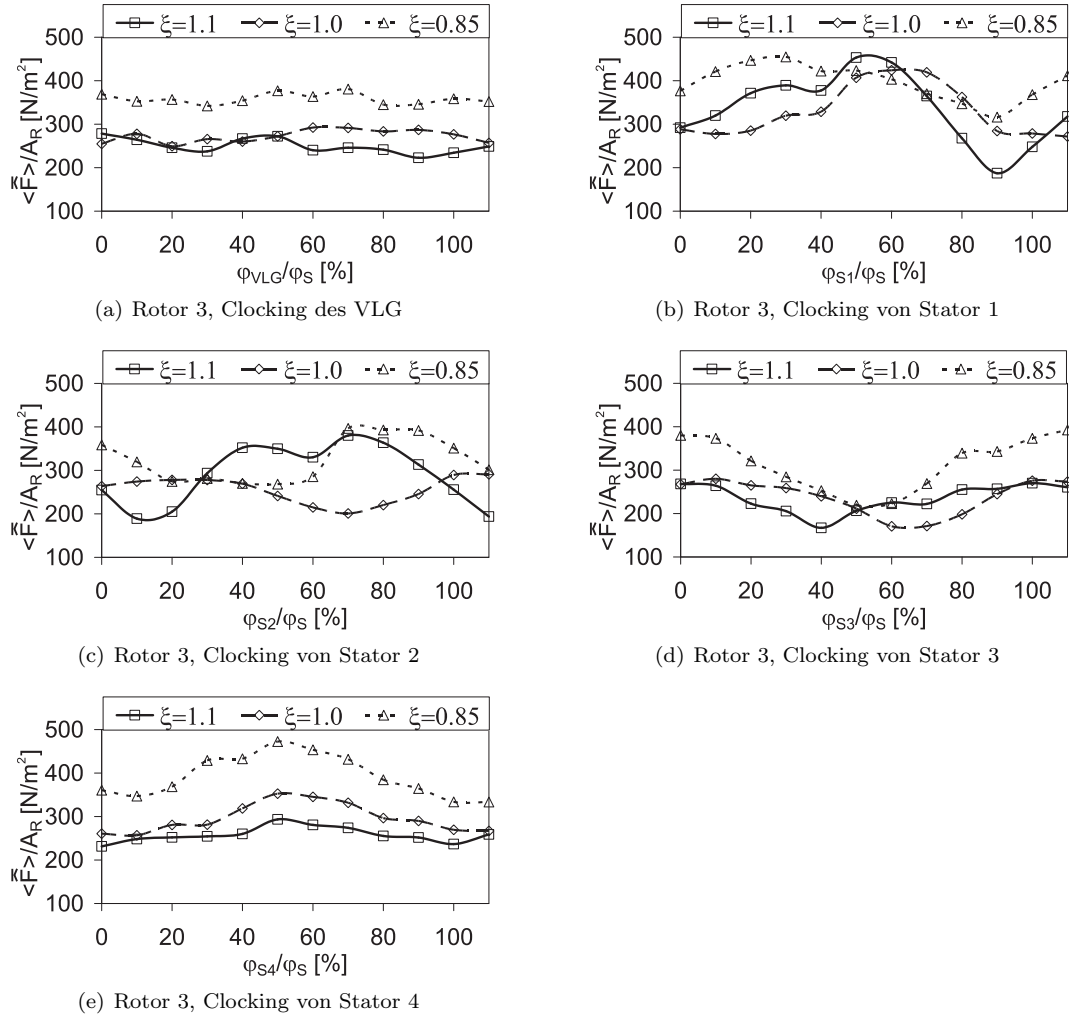 ξ=1.1 ξ=1.0 ξ=0.85
500
400
300
200
100
<F̄>/A_R [N/m²]
0 20 40 60 80 100
φ_VLG/φ_S [%]
(a) Rotor 3, Clocking des VLG
ξ=1.1 ξ=1.0 ξ=0.85
500
400
300
200
100
<F̄>/A_R [N/m²]
0 20 40 60 80 100
φ_S1/φ_S [%]
(b) Rotor 3, Clocking von Stator 1
ξ=1.1 ξ=1.0 ξ=0.85
500
400
300
200
100
<F̄>/A_R [N/m²]
0 20 40 60 80 100
φ_S2/φ_S [%]
(c) Rotor 3, Clocking von Stator 2
ξ=1.1 ξ=1.0 ξ=0.85
500
400
300
200
100
<F̄>/A_R [N/m²]
0 20 40 60 80 100
φ_S3/φ_S [%]
(d) Rotor 3, Clocking von Stator 3
ξ=1.1 ξ=1.0 ξ=0.85
500
400
300
200
100
<F̄>/A_R [N/m²]
0 20 40 60 80 100
φ_S4/φ_S [%]
(e) Rotor 3, Clocking von Stator 4